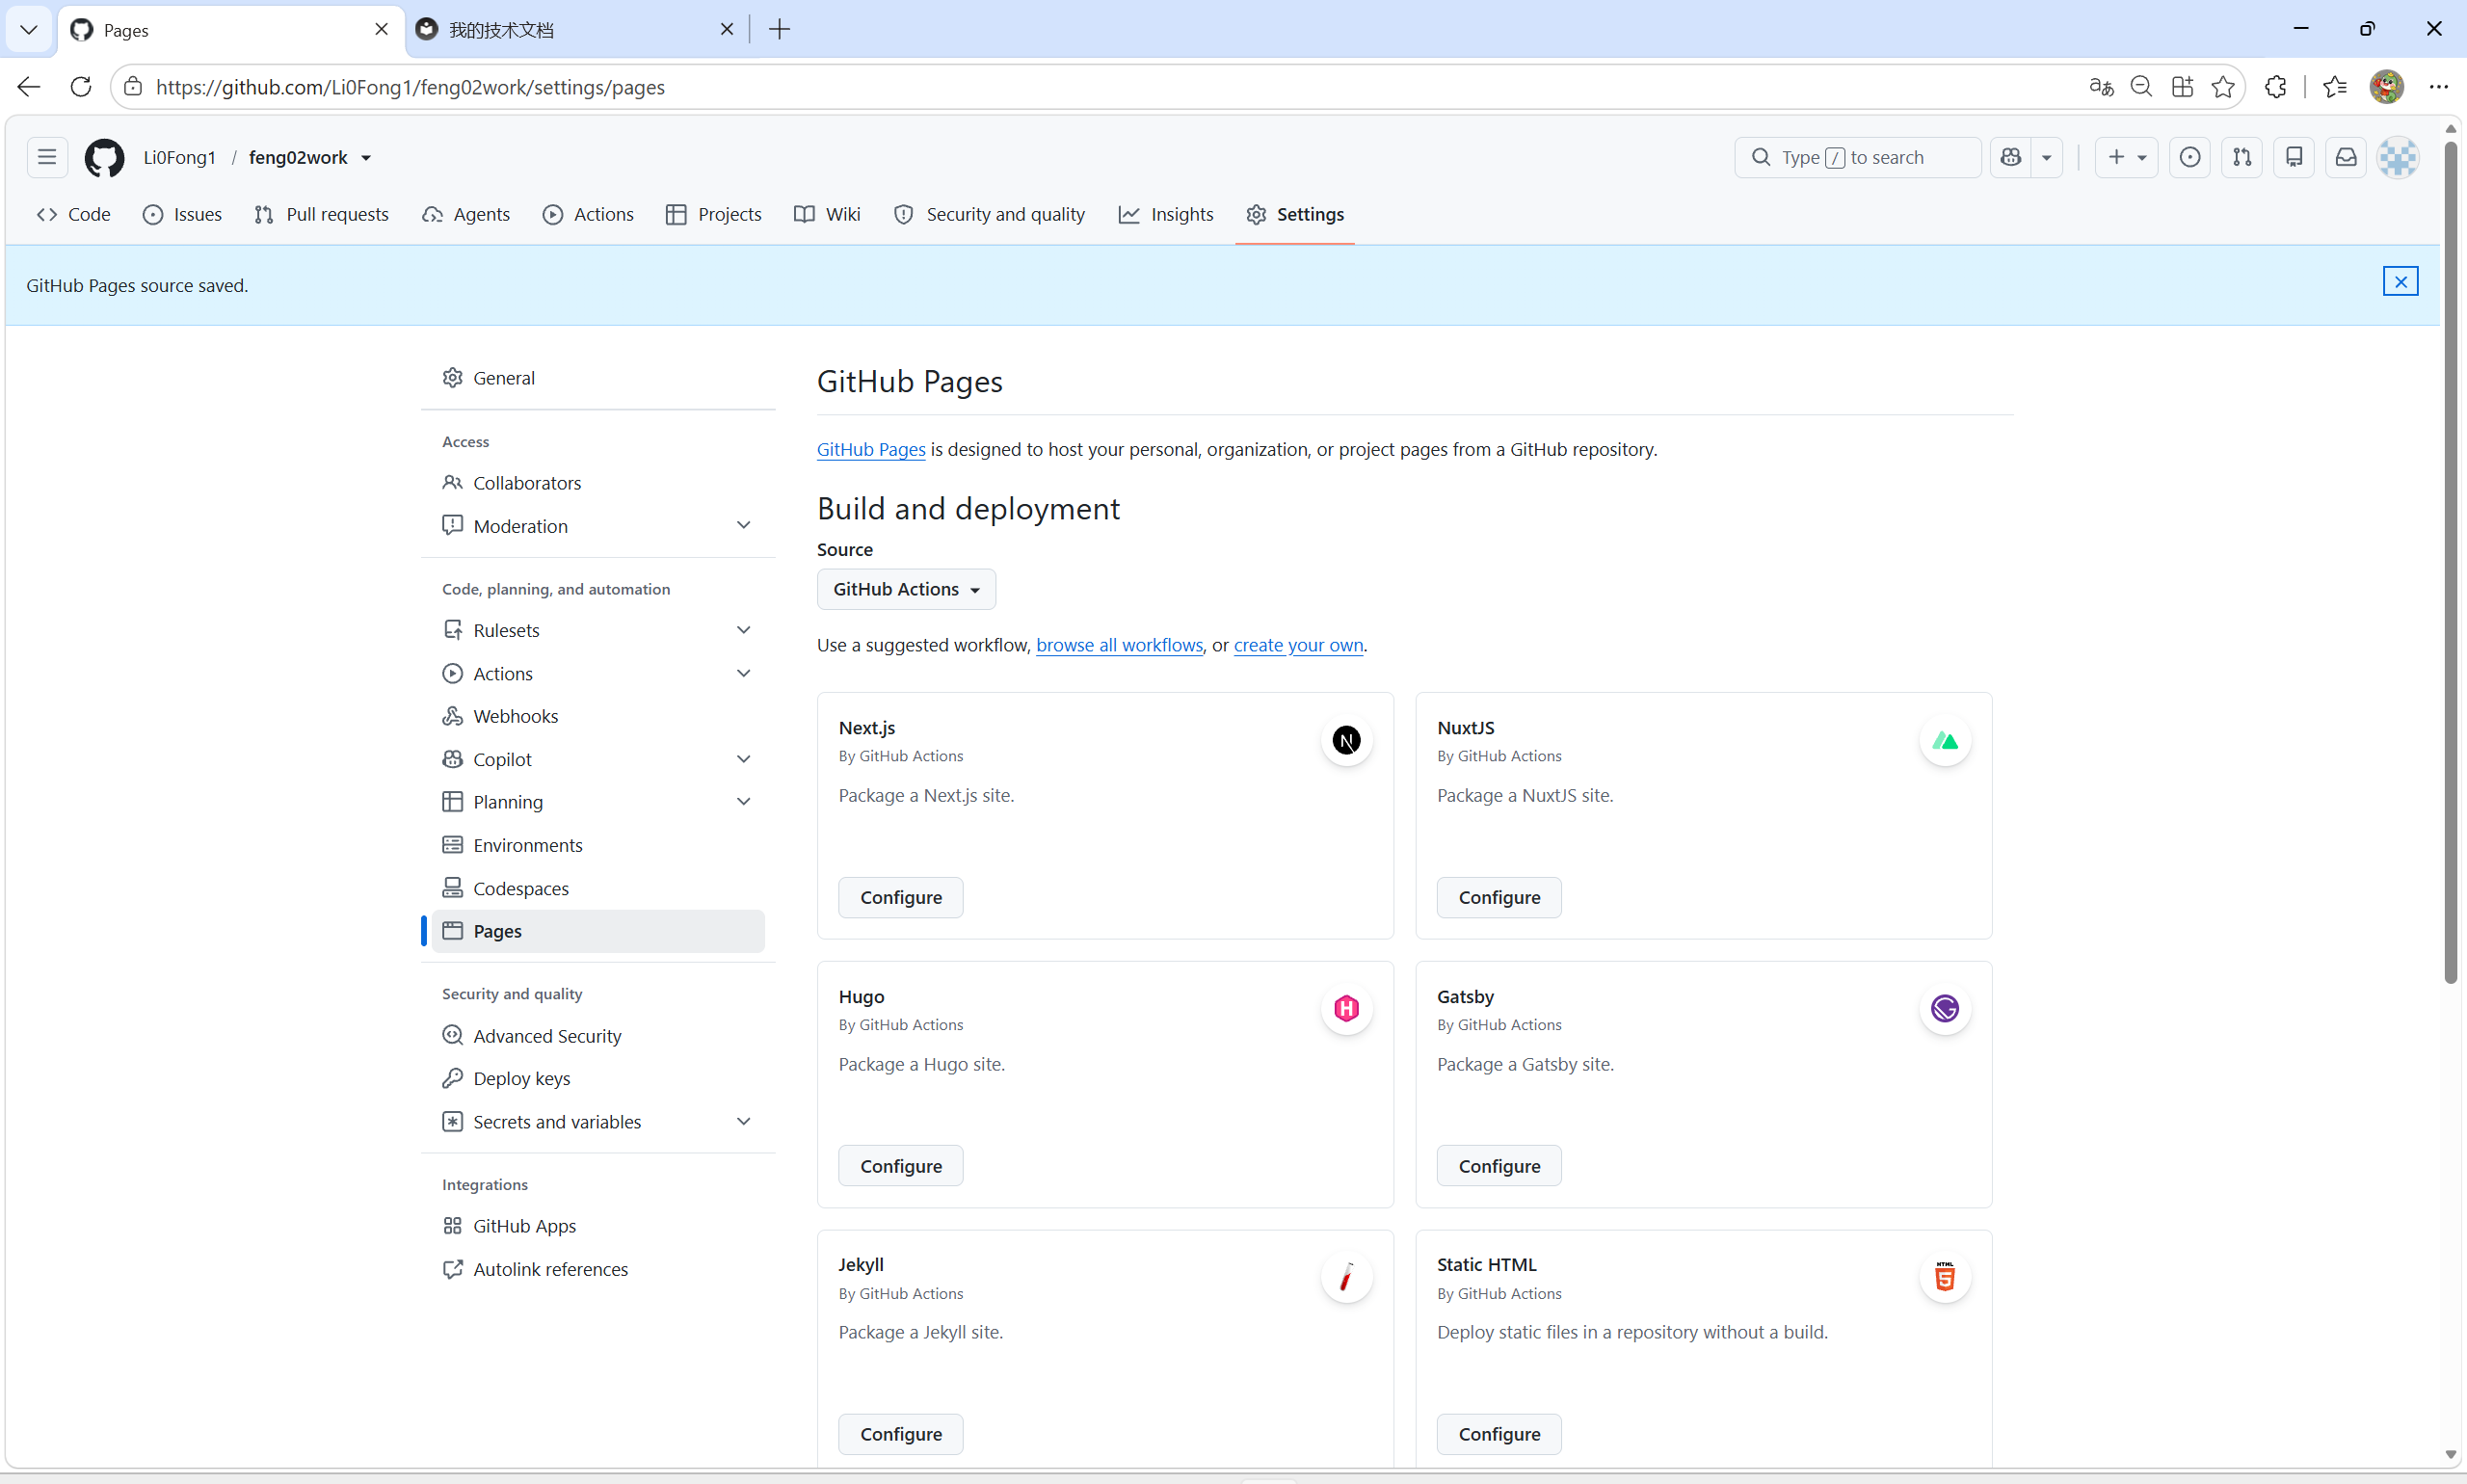 Pages
我的技术文档
https://github.com/Li0Fong1/feng02work/settings/pages
Li0Fong1 / feng02work
Type / to search
Code
Issues
Pull requests
Agents
Actions
Projects
Wiki
Security and quality
Insights
Settings
GitHub Pages source saved.
General
Access
Collaborators
Moderation
Code, planning, and automation
Rulesets
Actions
Webhooks
Copilot
Planning
Environments
Codespaces
Pages
Security and quality
Advanced Security
Deploy keys
Secrets and variables
Integrations
GitHub Apps
Autolink references
GitHub Pages
GitHub Pages is designed to host your personal, organization, or project pages from a GitHub repository.
Build and deployment
Source
GitHub Actions
Use a suggested workflow, browse all workflows, or create your own.
Next.js
By GitHub Actions
Package a Next.js site.
Configure
NuxtJS
By GitHub Actions
Package a NuxtJS site.
Configure
Hugo
By GitHub Actions
Package a Hugo site.
Configure
Gatsby
By GitHub Actions
Package a Gatsby site.
Configure
Jekyll
By GitHub Actions
Package a Jekyll site.
Configure
Static HTML
By GitHub Actions
Deploy static files in a repository without a build.
Configure